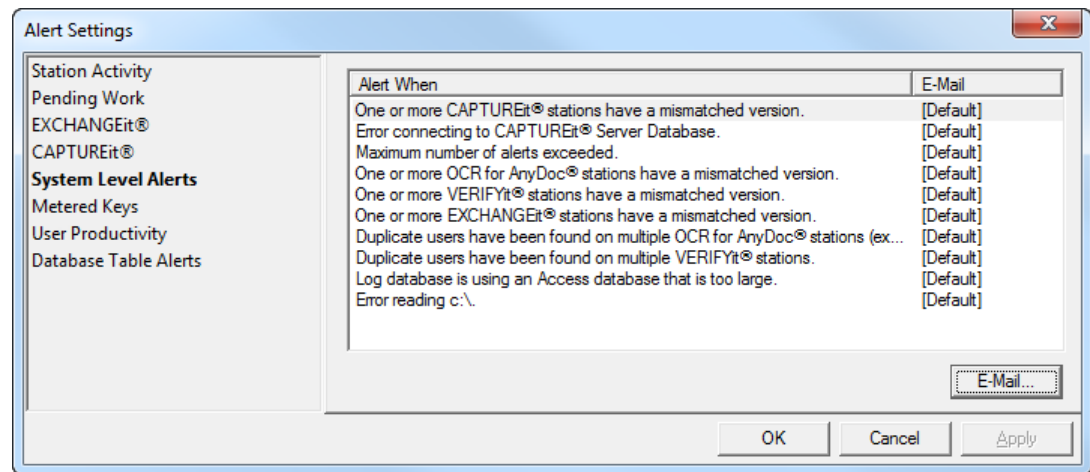 Alert Settings
Station Activity
Pending Work
EXCHANGEit®
CAPTUREit®
System Level Alerts
Metered Keys
User Productivity
Database Table Alerts
Alert When E-Mail
One or more CAPTUREit® stations have a mismatched version. [Default]
Error connecting to CAPTUREit® Server Database. [Default]
Maximum number of alerts exceeded. [Default]
One or more OCR for AnyDoc® stations have a mismatched version. [Default]
One or more VERIFYit® stations have a mismatched version. [Default]
One or more EXCHANGEit® stations have a mismatched version. [Default]
Duplicate users have been found on multiple OCR for AnyDoc® stations (ex... [Default]
Duplicate users have been found on multiple VERIFYit® stations. [Default]
Log database is using an Access database that is too large. [Default]
Error reading c:\. [Default]
E-Mail...
OK Cancel Apply